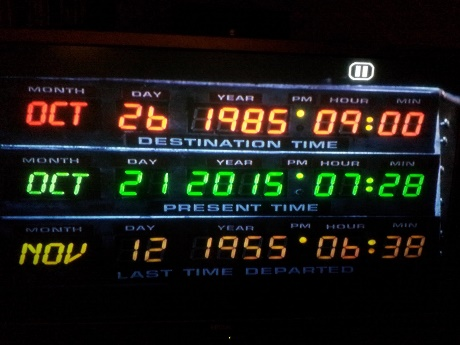 MONTH DAY YEAR PM HOUR MIN
OCT 26 1985 09:00
DESTINATION TIME
MONTH DAY YEAR PM HOUR MIN
OCT 21 2015 07:28
PRESENT TIME
MONTH DAY YEAR PM HOUR MIN
NOV 12 1955 06:38
LAST TIME DEPARTED